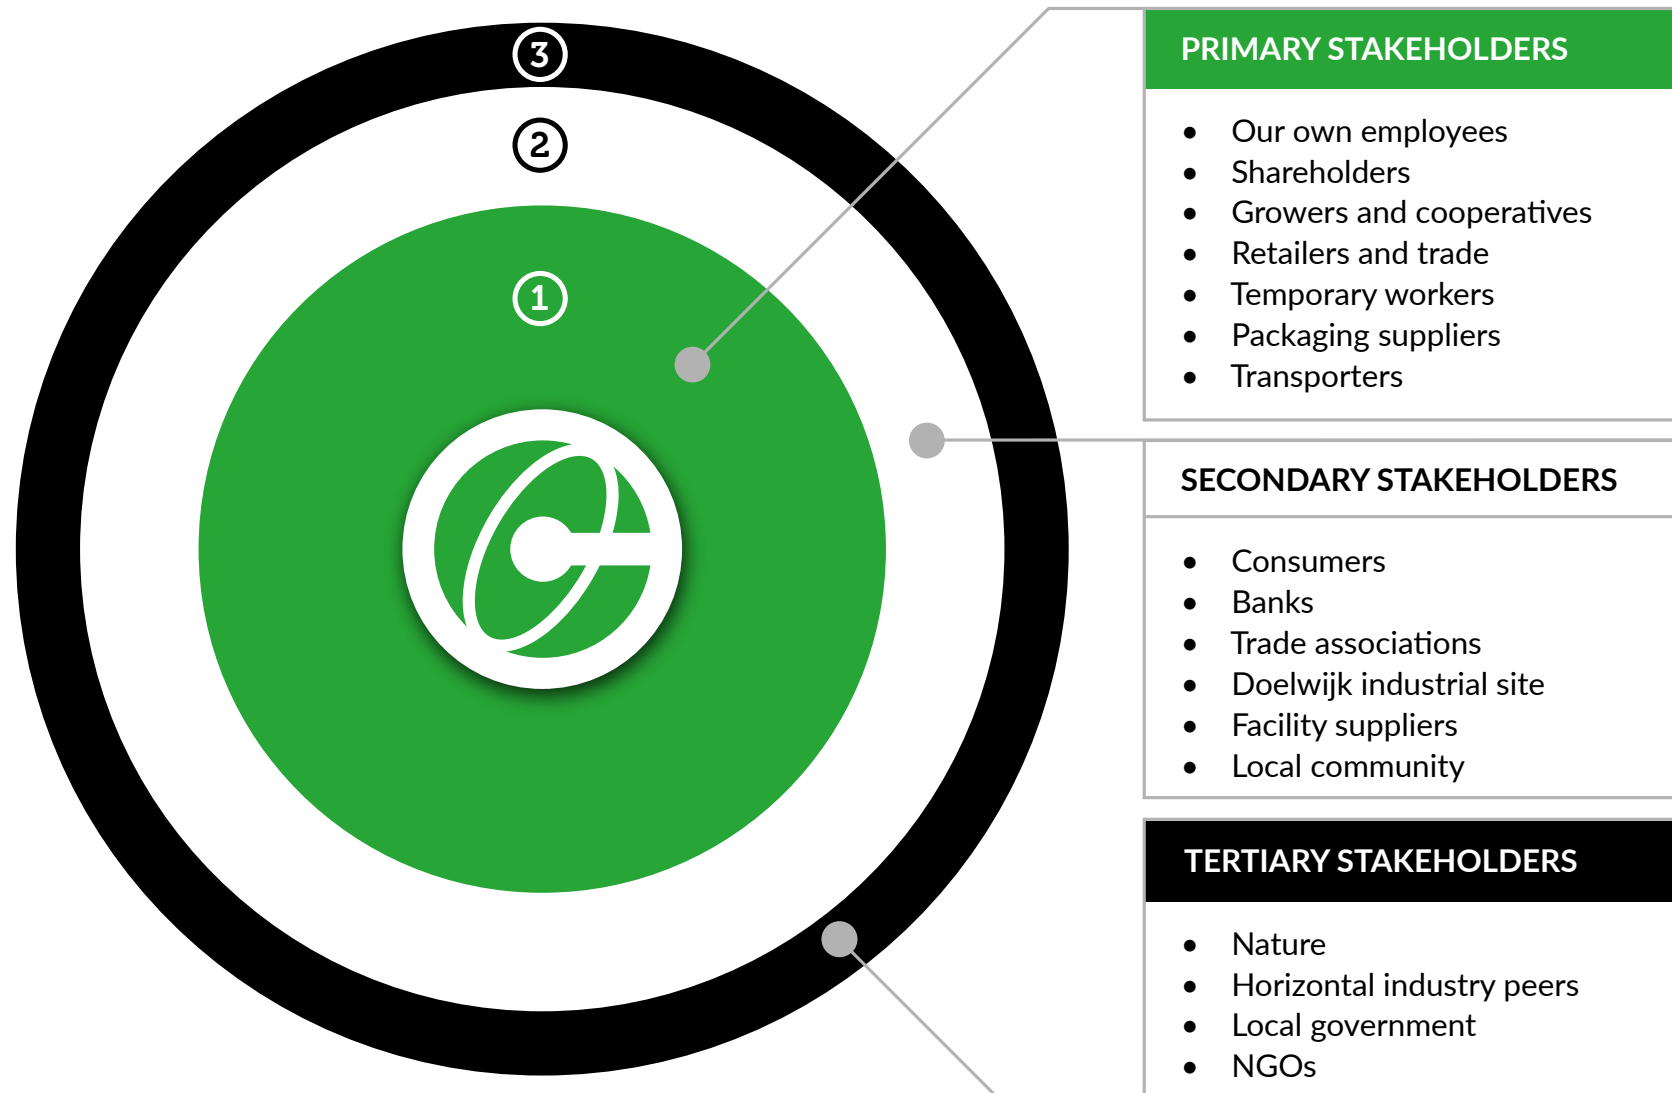 3
2
1
PRIMARY STAKEHOLDERS
• Our own employees
• Shareholders
• Growers and cooperatives
• Retailers and trade
• Temporary workers
• Packaging suppliers
• Transporters
SECONDARY STAKEHOLDERS
• Consumers
• Banks
• Trade associations
• Doelwijk industrial site
• Facility suppliers
• Local community
TERTIARY STAKEHOLDERS
• Nature
• Horizontal industry peers
• Local government
• NGOs